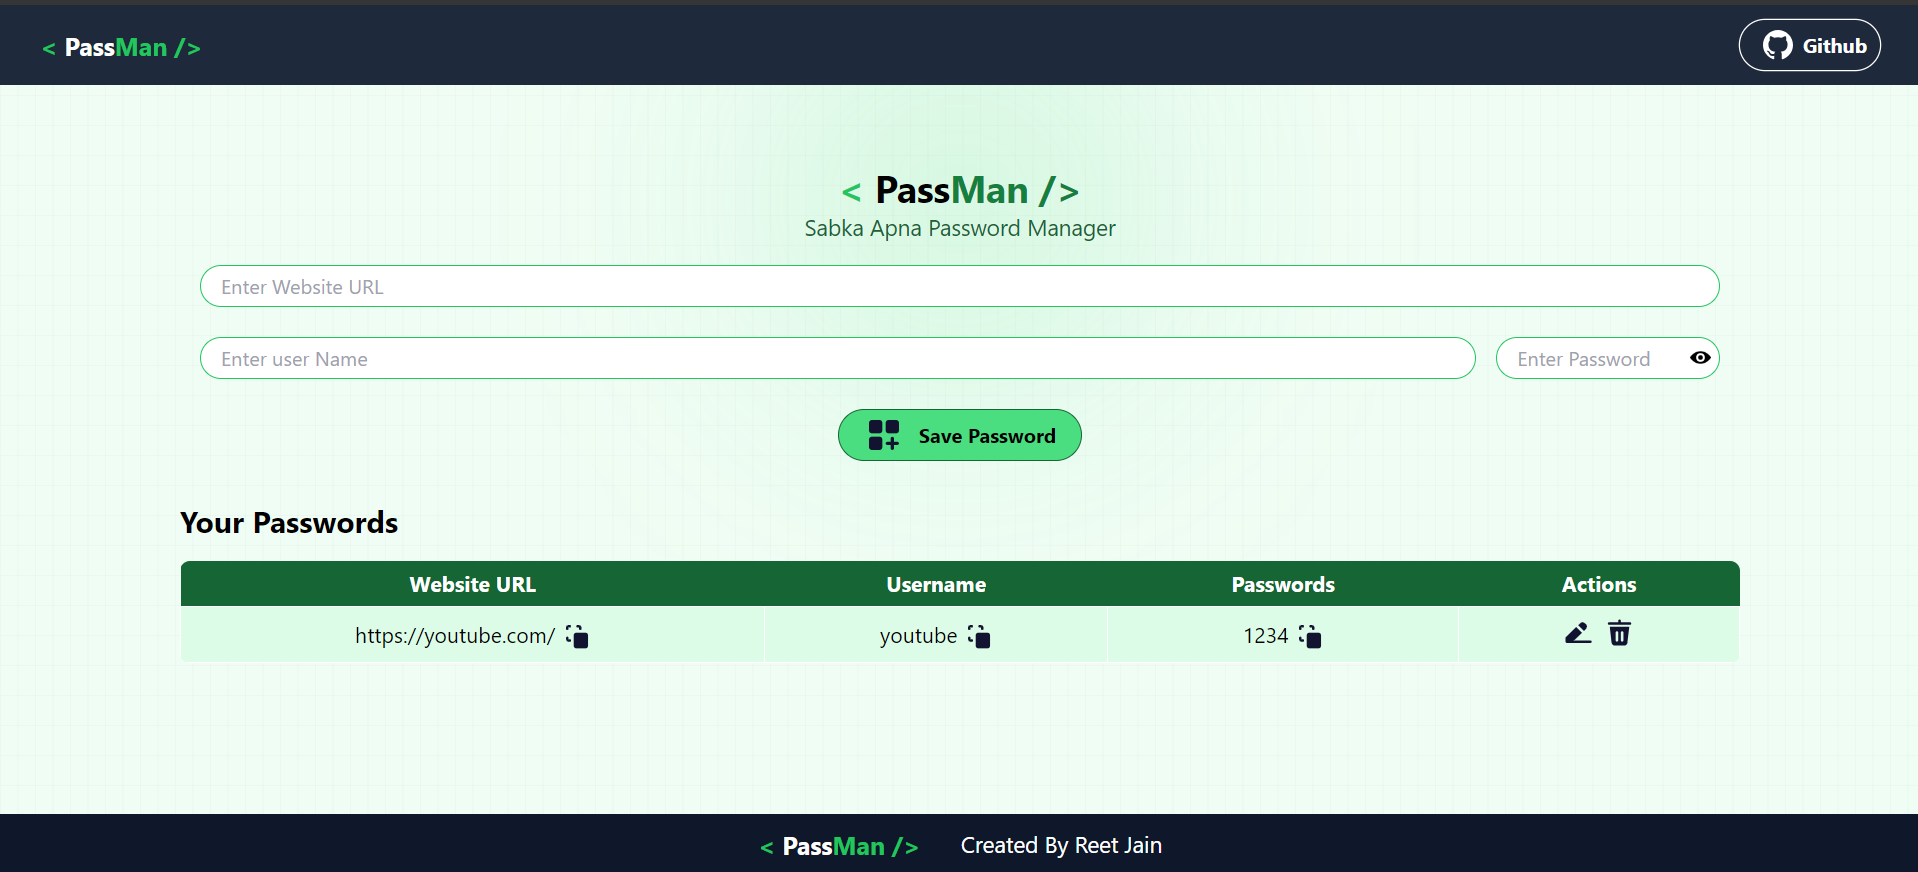 < PassMan />
Github
< PassMan />
Sabka Apna Password Manager
Enter Website URL
Enter user Name
Enter Password
Save Password
Your Passwords
Website URL Username Passwords Actions
https://youtube.com/ youtube 1234
< PassMan /> Created By Reet Jain